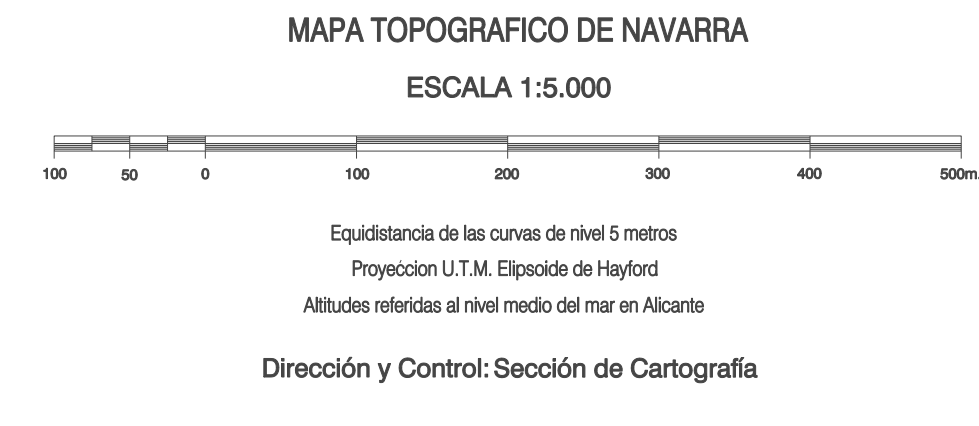 MAPA TOPOGRAFICO DE NAVARRA
ESCALA 1:5.000
100 50 0 100 200 300 400 500m.
Equidistancia de las curvas de nivel 5 metros
Proyeććion U.T.M. Elipsoide de Hayford
Altitudes referidas al nivel medio del mar en Alicante
Dirección y Control: Sección de Cartografía